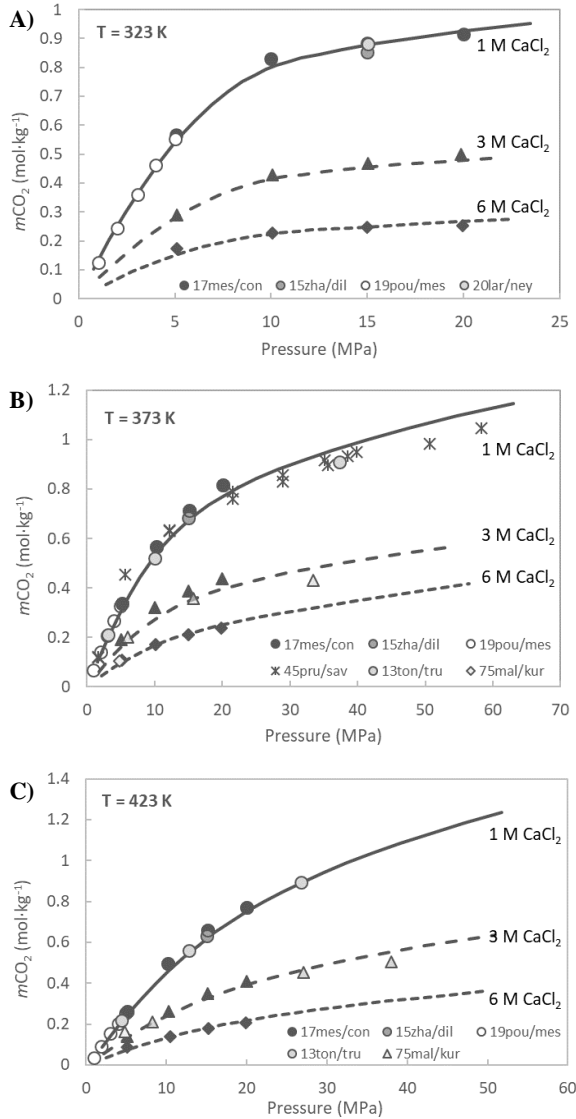 A)
T = 323 K
1
0.9
0.8
0.7
0.6
0.5
0.4
0.3
0.2
0.1
0
mCO₂ (mol·kg⁻¹)
1 M CaCl₂
3 M CaCl₂
6 M CaCl₂
17mes/con 15zha/dil 19pou/mes 20lar/ney
0 5 10 15 20 25
Pressure (MPa)
B)
T = 373 K
1.2
1
0.8
0.6
0.4
0.2
0
mCO₂ (mol·kg⁻¹)
1 M CaCl₂
3 M CaCl₂
6 M CaCl₂
17mes/con 15zha/dil 19pou/mes
45pru/sav 13ton/tru 75mal/kur
0 10 20 30 40 50 60 70
Pressure (MPa)
C)
T = 423 K
1.4
1.2
1
0.8
0.6
0.4
0.2
0
mCO₂ (mol·kg⁻¹)
1 M CaCl₂
3 M CaCl₂
6 M CaCl₂
17mes/con 15zha/dil 19pou/mes
13ton/tru 75mal/kur
0 10 20 30 40 50 60
Pressure (MPa)